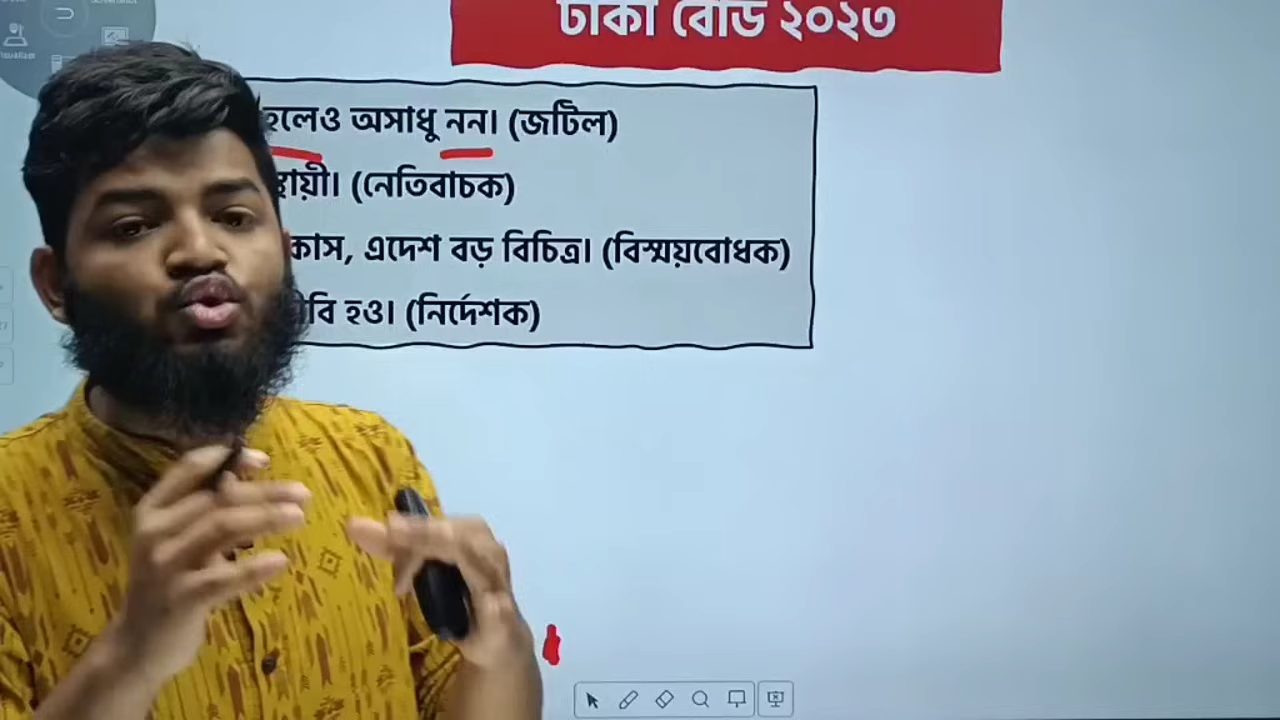 ঢাকা বোর্ড ২০২৩
হলেও অসাধু নন। (জটিল)
স্থায়ী। (নেতিবাচক)
এদেশ বড় বিচিত্র। (বিস্ময়বোধক)
হও। (নির্দেশক)